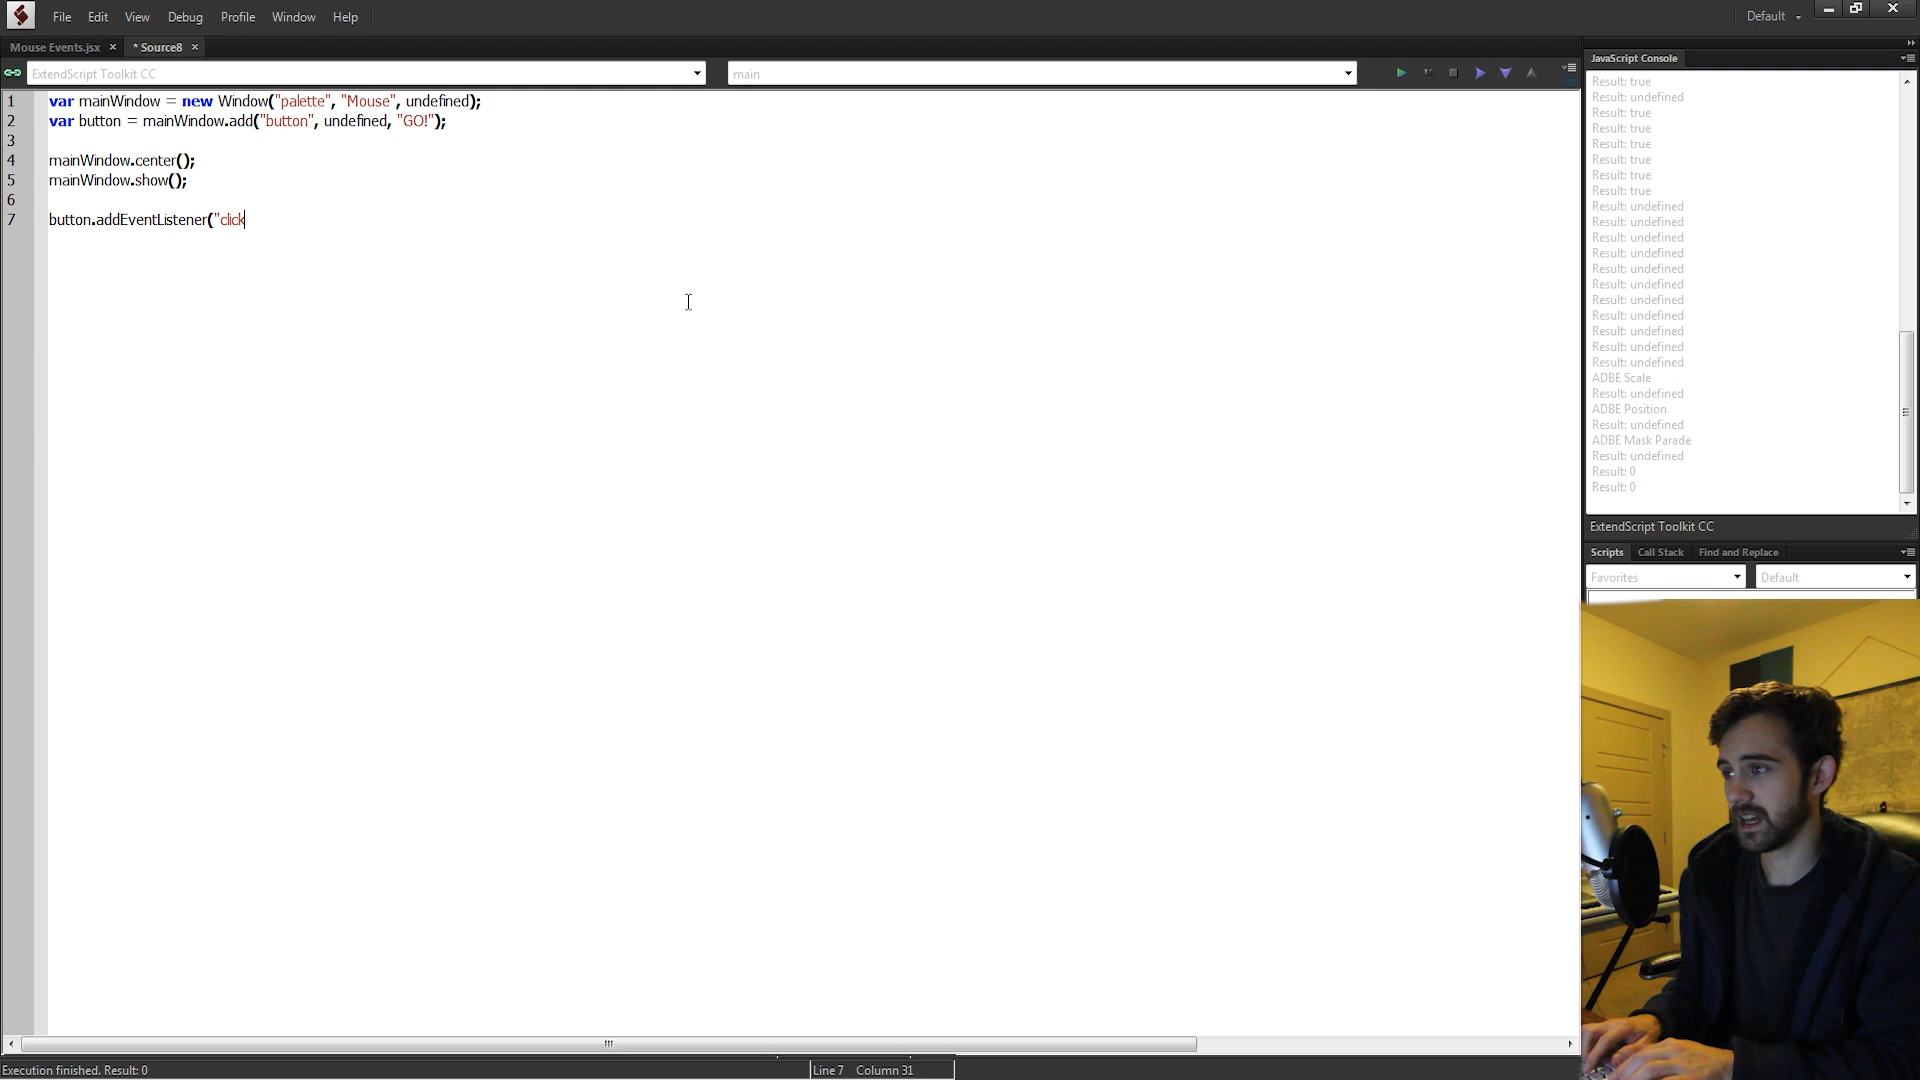 File Edit View Debug Profile Window Help
Default
Mouse Events.jsx × * Source8 ×
ExtendScript Toolkit CC
main
1 var mainWindow = new Window("palette", "Mouse", undefined);
2 var button = mainWindow.add("button", undefined, "GO!");
3
4 mainWindow.center();
5 mainWindow.show();
6
7 button.addEventListener("click
Execution finished. Result: 0
Line 7 Column 31
JavaScript Console
Result: true
Result: undefined
Result: true
Result: true
Result: true
Result: true
Result: true
Result: true
Result: undefined
Result: undefined
Result: undefined
Result: undefined
Result: undefined
Result: undefined
Result: undefined
Result: undefined
Result: undefined
Result: undefined
Result: undefined
ADBE Scale
Result: undefined
ADBE Position
Result: undefined
ADBE Mask Parade
Result: undefined
Result: 0
Result: 0
ExtendScript Toolkit CC
Scripts Call Stack Find and Replace
Favorites
Default